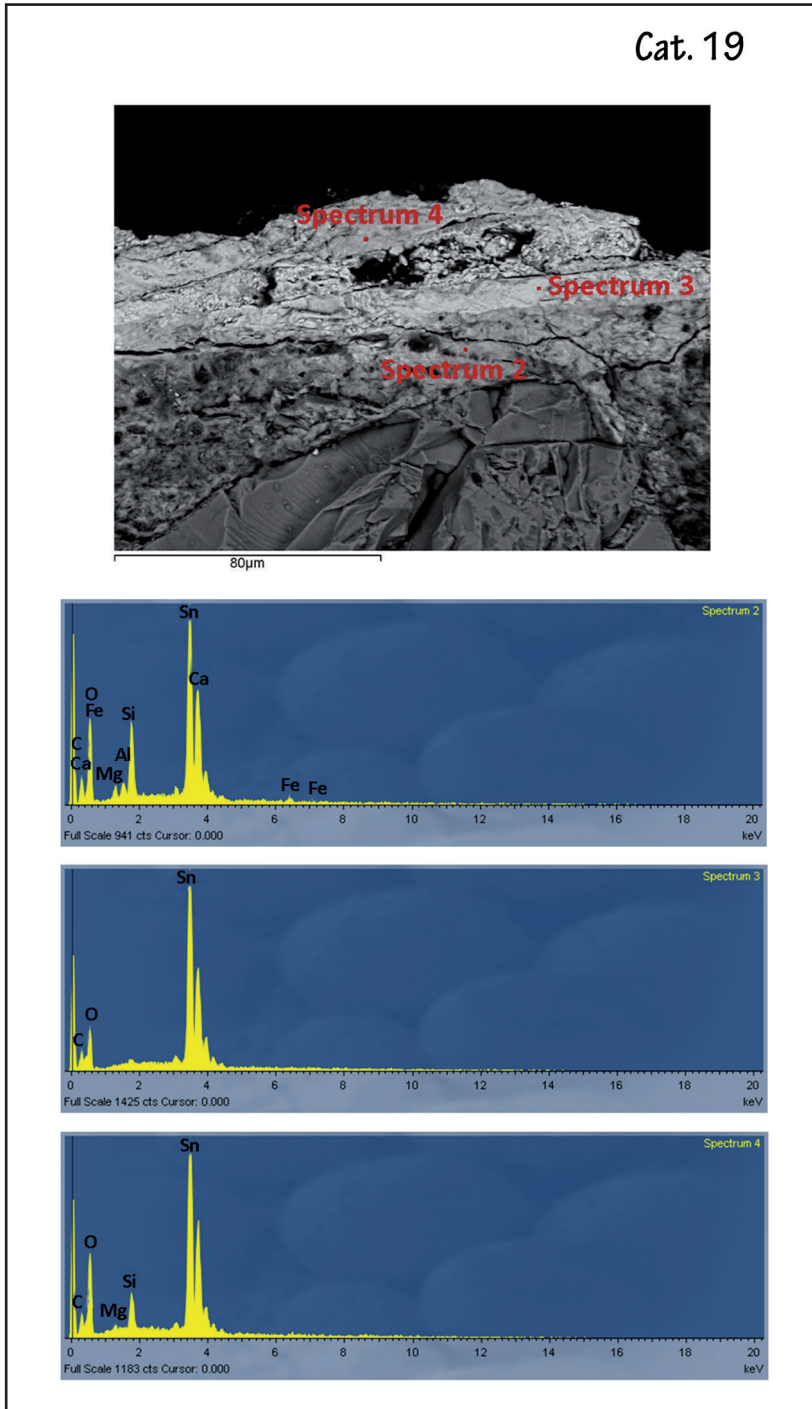 Cat. 19
Spectrum 4
Spectrum 3
Spectrum 2
80µm
Spectrum 2
Sn
Ca
O
Fe
Si
C
Ca
Mg
Al
Fe
Fe
0 2 4 6 8 10 12 14 16 18 20
Full Scale 941 cts Cursor: 0.000
keV
Spectrum 3
Sn
O
C
0 2 4 6 8 10 12 14 16 18 20
Full Scale 1425 cts Cursor: 0.000
keV
Spectrum 4
Sn
O
Si
C
Mg
0 2 4 6 8 10 12 14 16 18 20
Full Scale 1183 cts Cursor: 0.000
keV